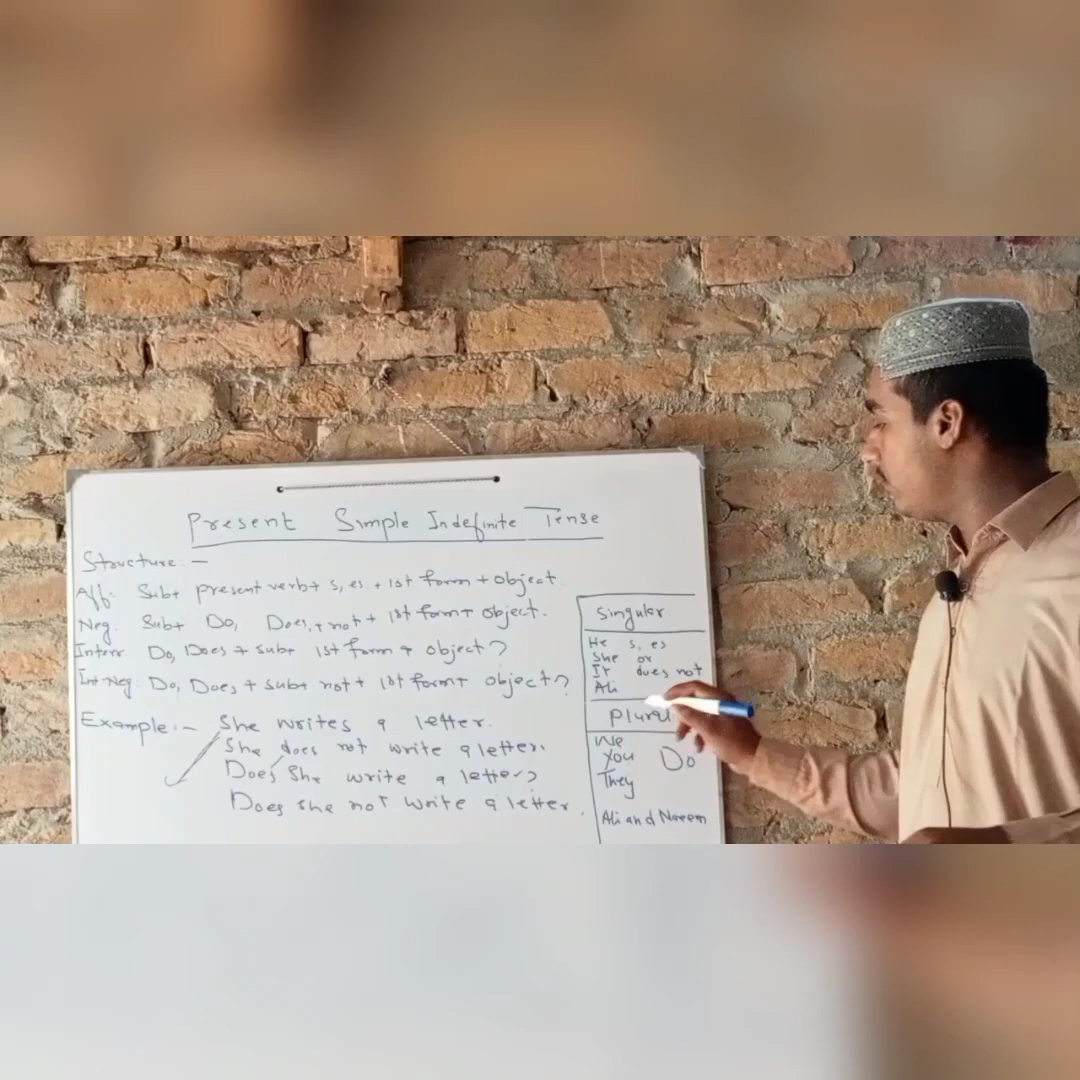 Present Simple Indefinite Tense
Structure:-
Aff: Sub+ present verb+ s, es + 1st form + object.
Neg: Sub+ Do, Does, + not + 1st form + object.
Interr: Do, Does + sub+ 1st form + object?
Int Neg: Do, Does + sub+ not + 1st form + object?
Example:- She writes a letter.
She does not write a letter.
Does she write a letter?
Does she not write a letter.
Singular
He s, es
She or
It does not
Ali
Plural
We
You Do
They
Ali and Naeem